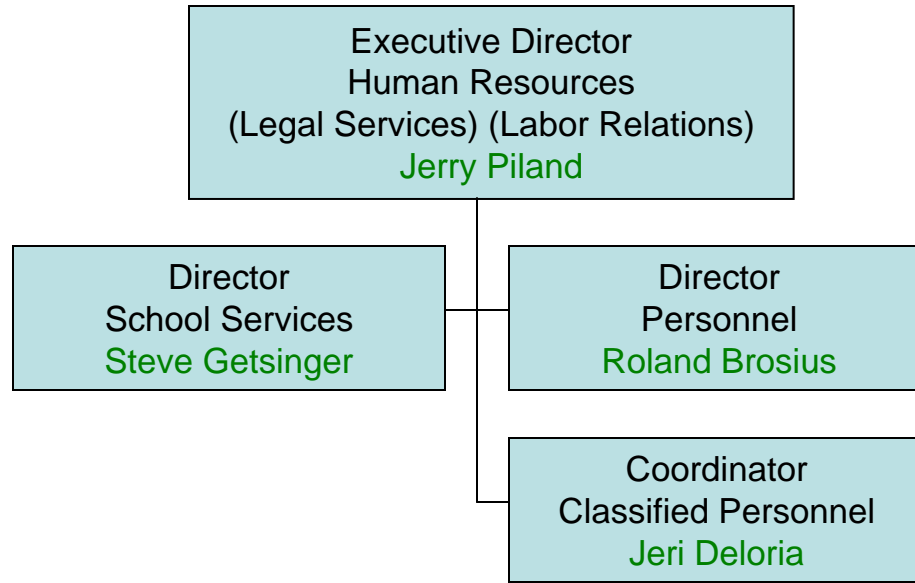 Executive Director
Human Resources
(Legal Services) (Labor Relations)
Jerry Piland
Director
School Services
Steve Getsinger
Director
Personnel
Roland Brosius
Coordinator
Classified Personnel
Jeri Deloria